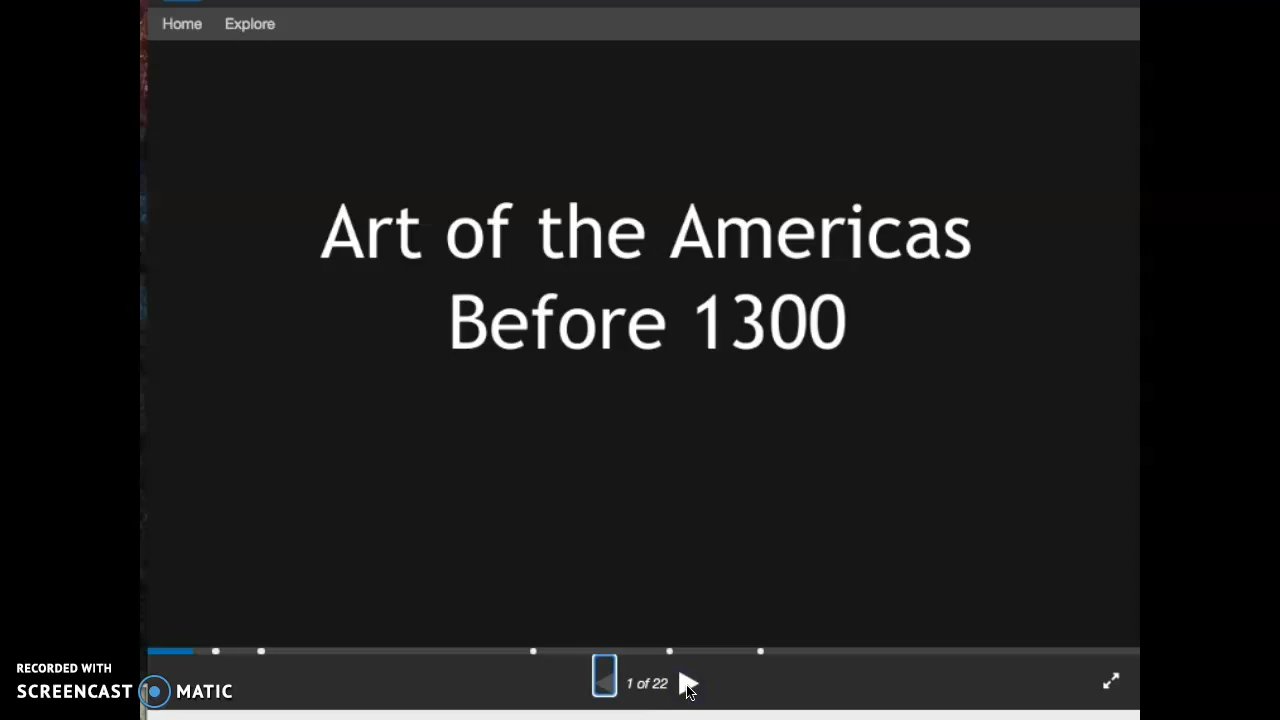 Home Explore
Art of the Americas
Before 1300
1 of 22
RECORDED WITH
SCREENCAST MATIC